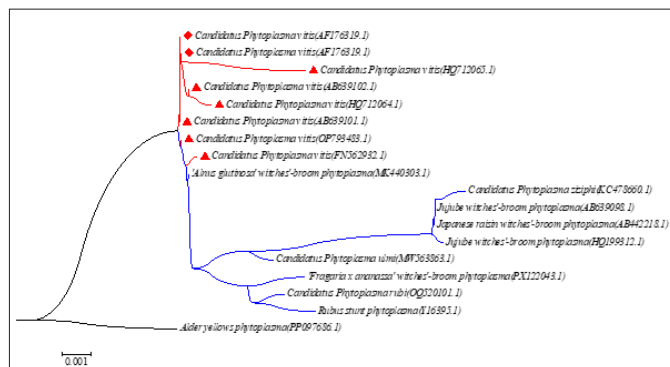 Candidatus Phytoplasma vitis(AF176319.1)
Candidatus Phytoplasma vitis(AF176319.1)
Candidatus Phytoplasma vitis(HQ712065.1)
Candidatus Phytoplasma vitis(AB639102.1)
Candidatus Phytoplasma vitis(HQ712064.1)
Candidatus Phytoplasma vitis(AB639101.1)
Candidatus Phytoplasma vitis(OP793483.1)
Candidatus Phytoplasma vitis(FN562932.1)
'Alnus glutinosa' witches'-broom phytoplasma(MK440303.1)
Candidatus Phytoplasma ziziphi(KC478660.1)
Jujube witches'-broom phytoplasma(AB639098.1)
Japanese raisin witches'-broom phytoplasma(AB442218.1)
Jujube witches'-broom phytoplasma(HQ199312.1)
Candidatus Phytoplasma ulmi(MW563863.1)
'Fragaria x ananassa' witches'-broom phytoplasma(PX122043.1)
Candidatus Phytoplasma rubi(OQ520101.1)
Rubus stunt phytoplasma(Y16395.1)
Alder yellows phytoplasma(PP097686.1)
0.001